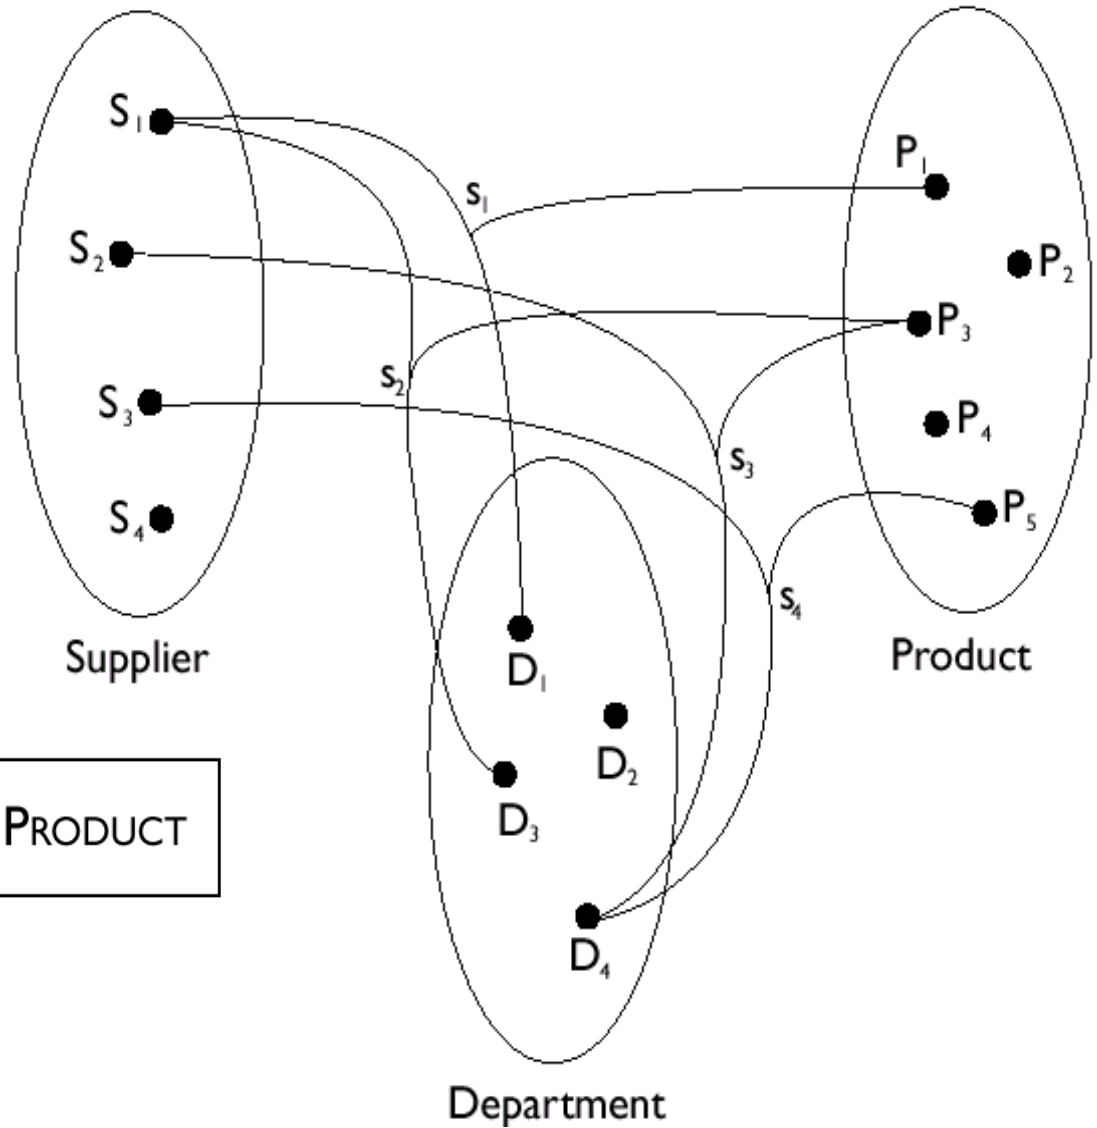 S₁
S₂
S₃
S₄
Supplier
s₁
s₂
s₃
s₄
P₁
P₂
P₃
P₄
P₅
Product
D₁
D₂
D₃
D₄
Department
PRODUCT